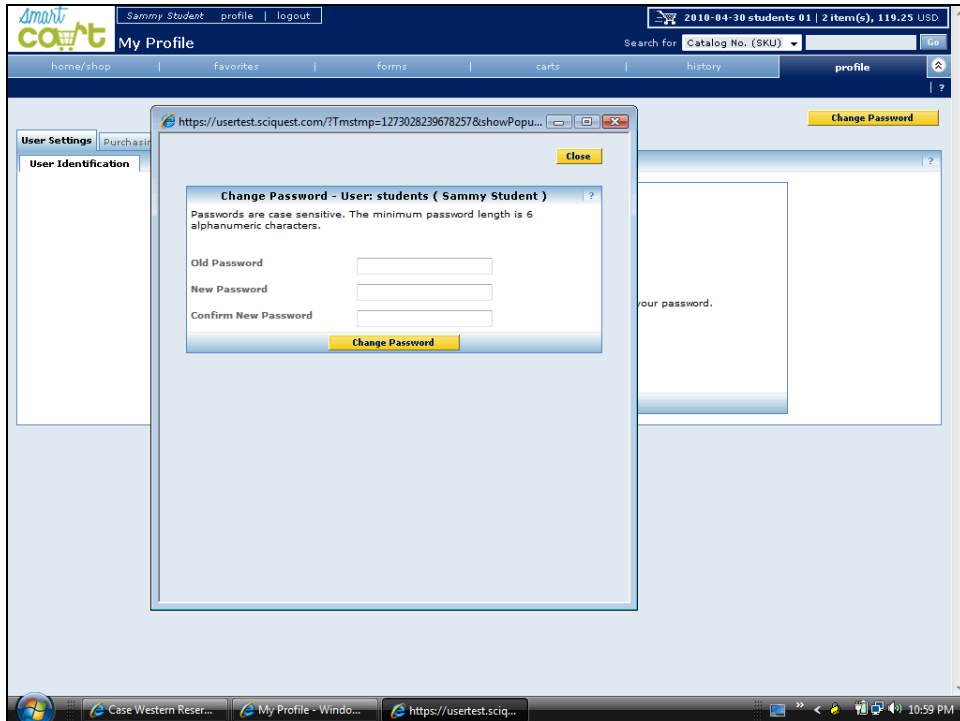 smart
cart
Sammy Student profile | logout
2010-04-30 students 01 | 2 item(s), 119.25 USD
My Profile
Search for Catalog No. (SKU) Go
home/shop | favorites | forms | carts | history profile
| ?
Change Password
https://usertest.sciquest.com/?Tmstmp=1273028239678257&showPopu...
User Settings Purchasin
Close
User Identification
?
Change Password - User: students ( Sammy Student ) ?
Passwords are case sensitive. The minimum password length is 6
alphanumeric characters.
Old Password
New Password
your password.
Confirm New Password
Change Password
Case Western Reser...
My Profile - Windo...
https://usertest.sciq...
» < 10:59 PM